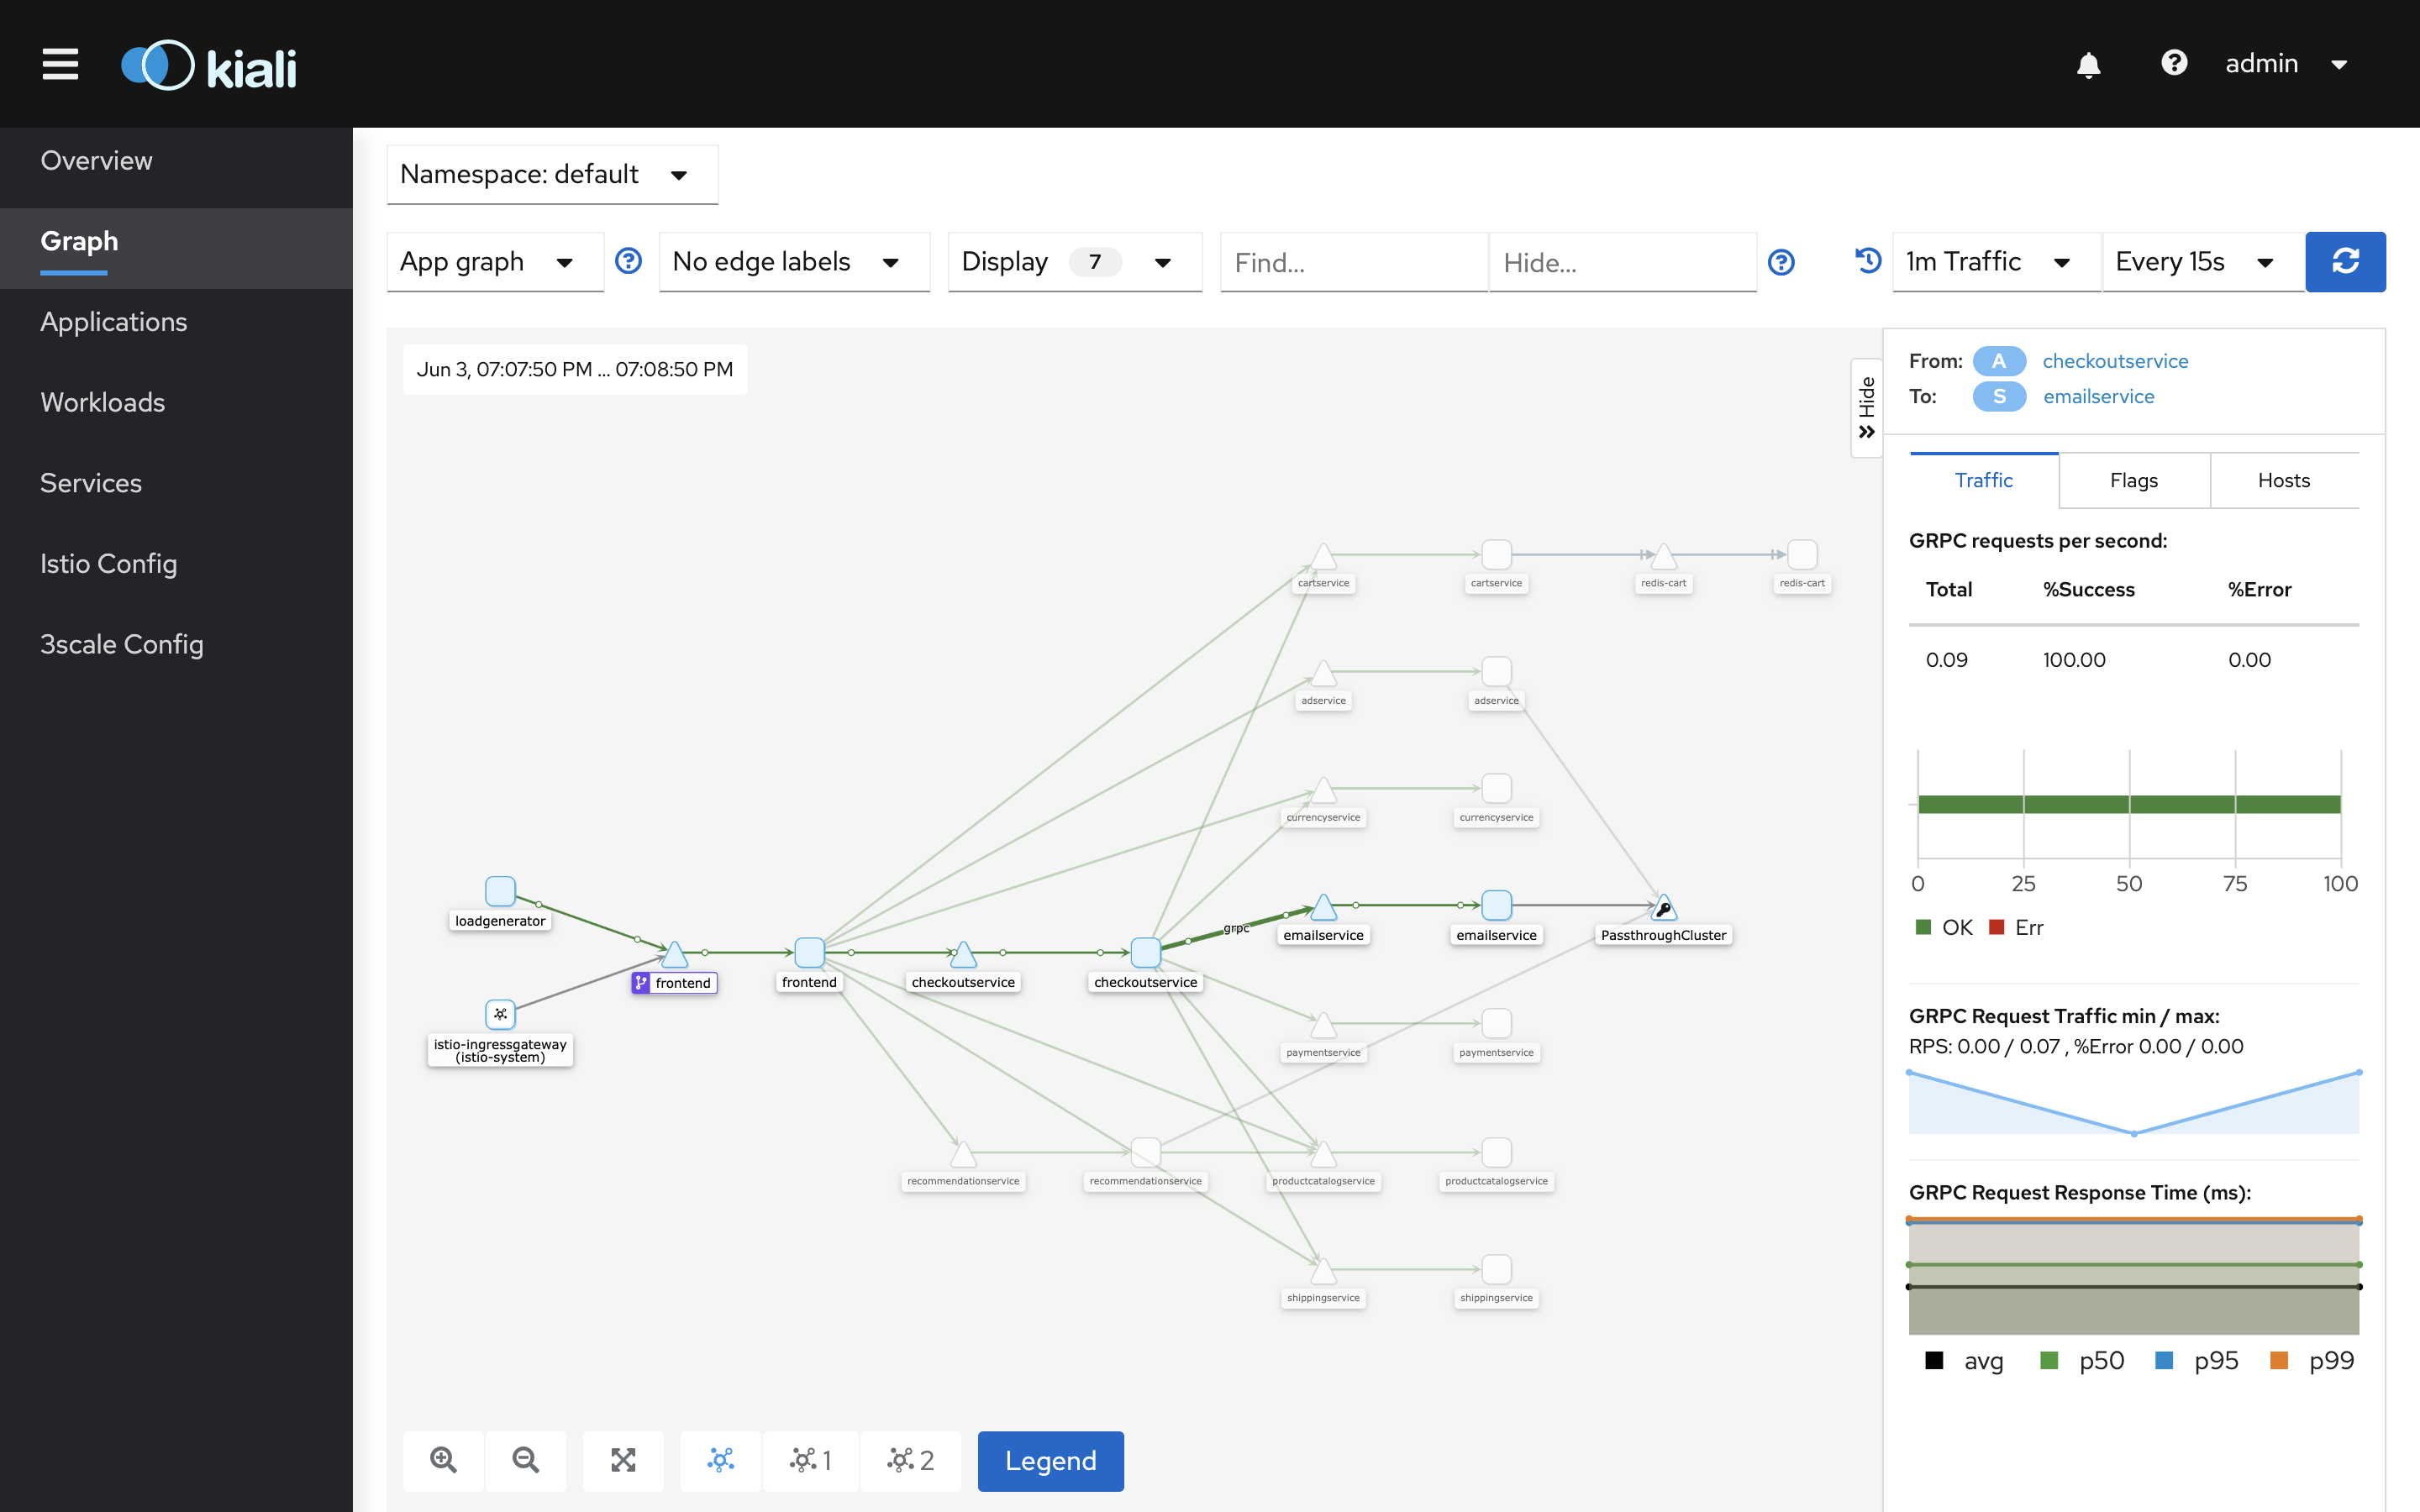 kiali
admin
Overview
Graph
Applications
Workloads
Services
Istio Config
3scale Config
Namespace: default
App graph
No edge labels
Display 7
Find...
Hide...
1m Traffic
Every 15s
Jun 3, 07:07:50 PM ... 07:08:50 PM
Hide
cartservice
cartservice
redis-cart
redis-cart
adservice
adservice
currencyservice
currencyservice
loadgenerator
grpc
emailservice
emailservice
PassthroughCluster
frontend
frontend
checkoutservice
checkoutservice
istio-ingressgateway
(istio-system)
paymentservice
paymentservice
recommendationservice
recommendationservice
productcatalogservice
productcatalogservice
shippingservice
shippingservice
1
2
Legend
From: A checkoutservice
To: S emailservice
Traffic
Flags
Hosts
GRPC requests per second:
Total %Success %Error
0.09 100.00 0.00
0 25 50 75 100
OK Err
GRPC Request Traffic min / max:
RPS: 0.00 / 0.07 , %Error 0.00 / 0.00
GRPC Request Response Time (ms):
avg p50 p95 p99